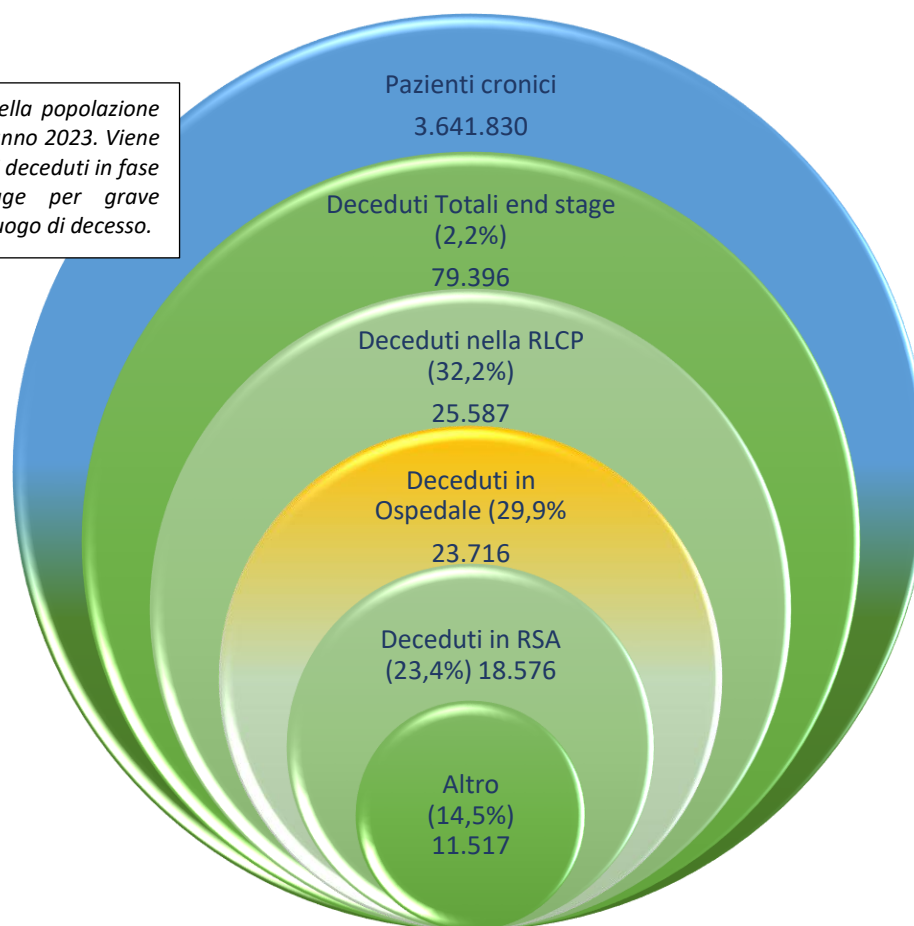 ella popolazione
nno 2023. Viene
deceduti in fase
ge per grave
uogo di decesso.
Pazienti cronici
3.641.830
Deceduti Totali end stage
(2,2%)
79.396
Deceduti nella RLCP
(32,2%)
25.587
Deceduti in
Ospedale (29,9%
23.716
Deceduti in RSA
(23,4%) 18.576
Altro
(14,5%)
11.517